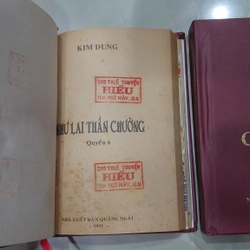 KIM DUNG
CHO THUÊ TRUYỆN
HIẾU
NHƯ LAI THẦN CHƯỞNG
Quyển 6
CHO THUÊ TRUYỆN
HIẾU
NHÀ XUẤT BẢN QUẢNG NGÃI